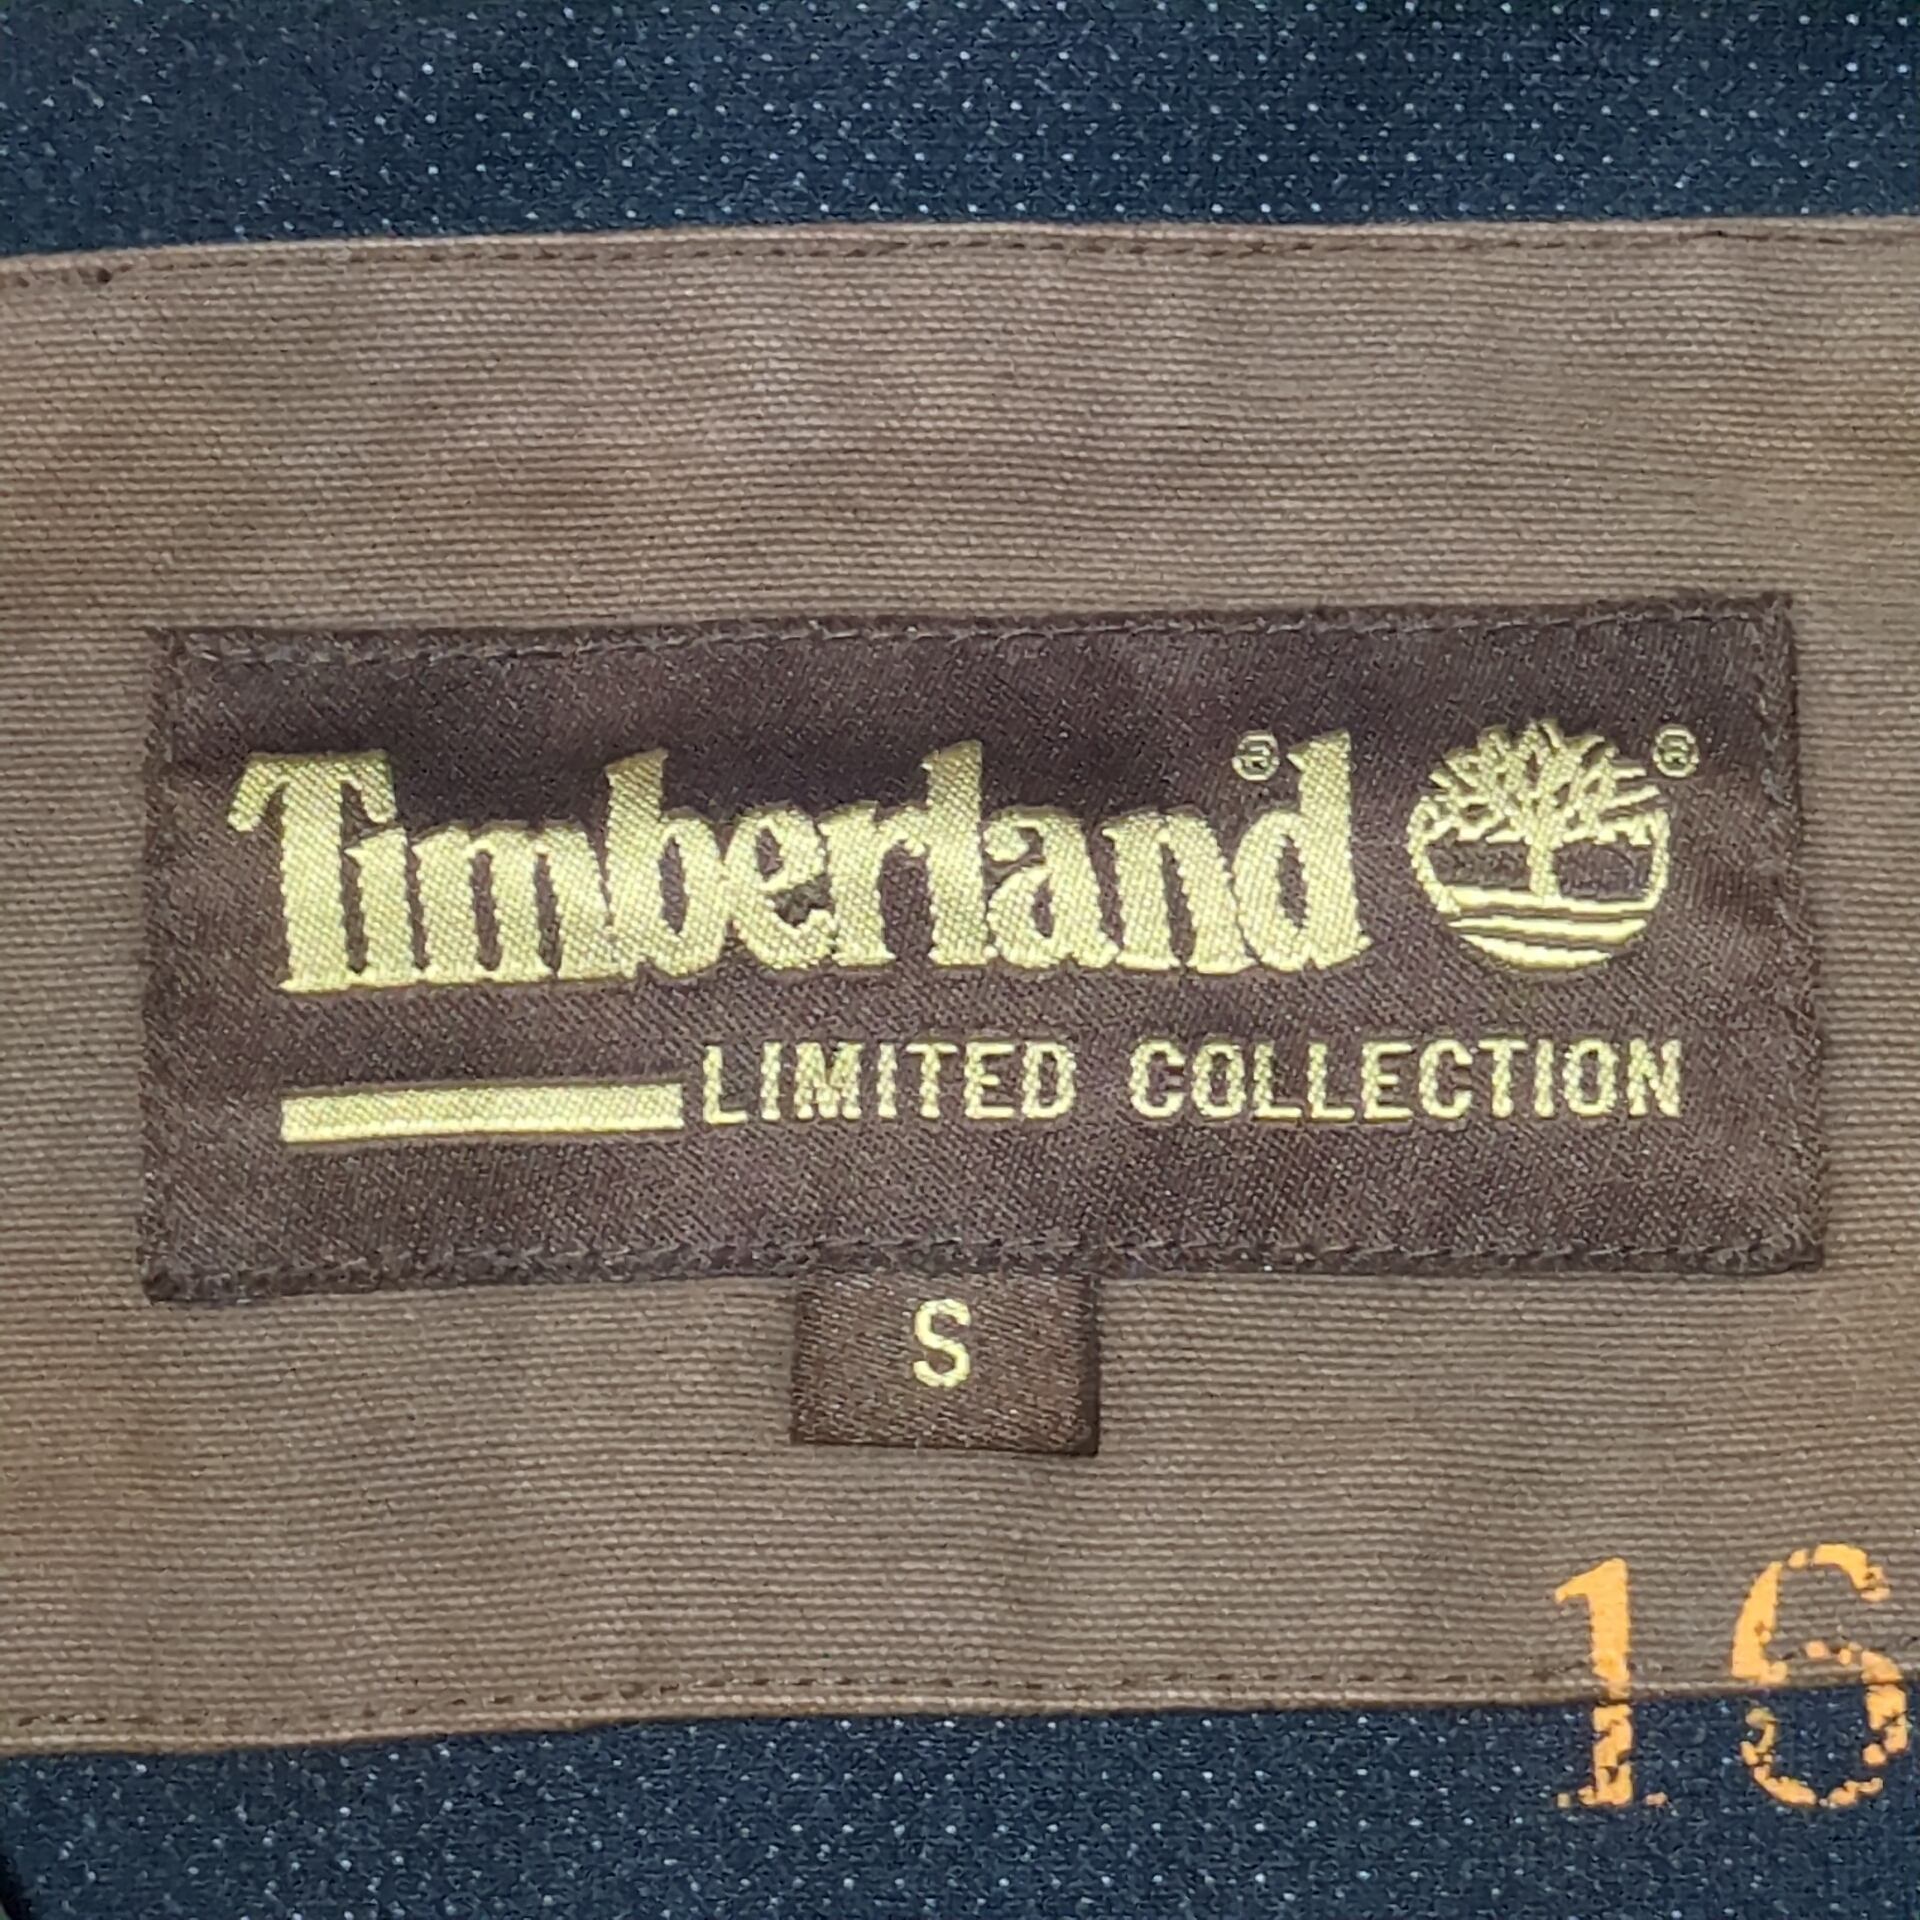 Timberland®
®
LIMITED COLLECTION
S
16